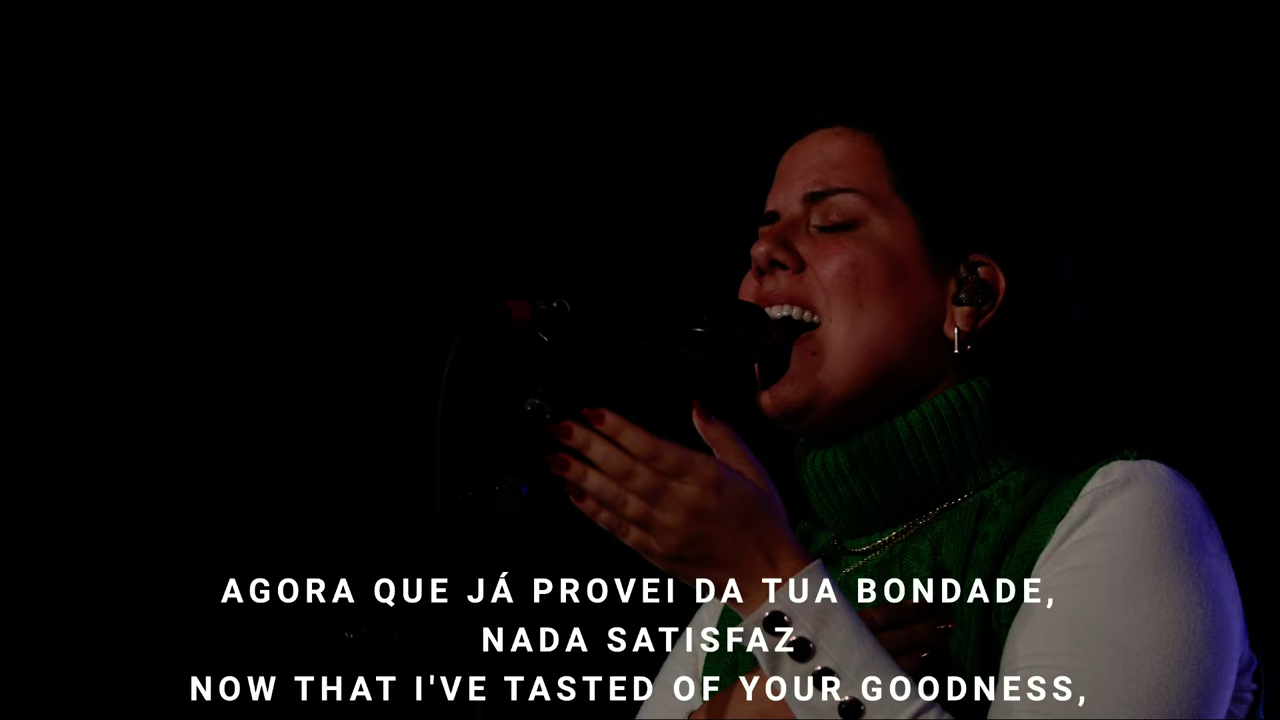 AGORA QUE JÁ PROVEI DA TUA BONDADE,
NADA SATISFAZ
NOW THAT I'VE TASTED OF YOUR GOODNESS,